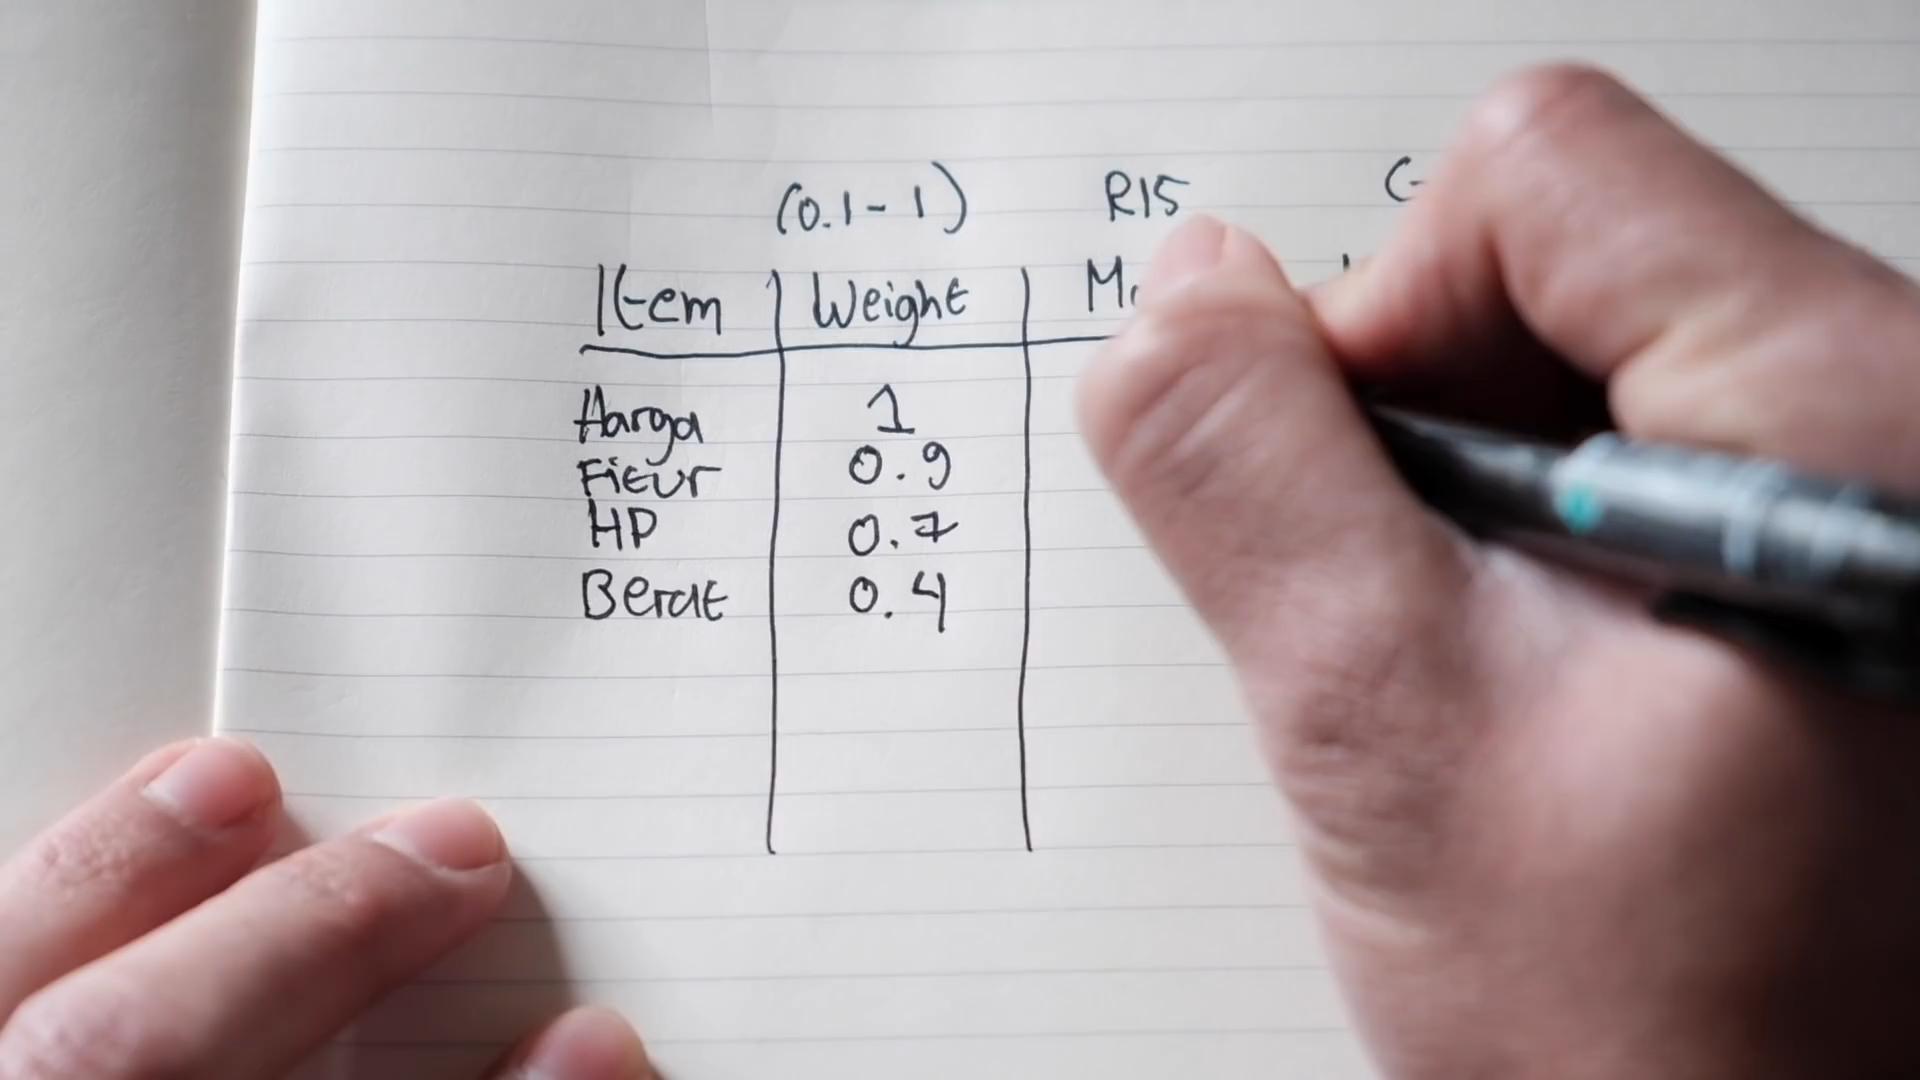 (0.1-1) R15
Item Weight
Harga 1
Fitur 0.9
HP 0.7
Berat 0.4